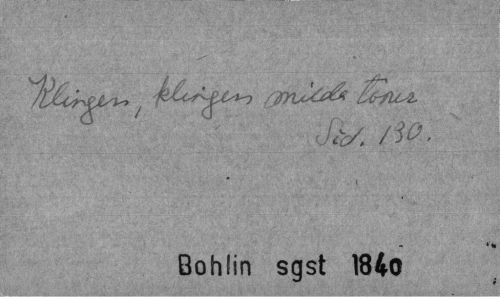 Klingen, klingen milda toner
Sid. 130.
Bohlin sgst 1840